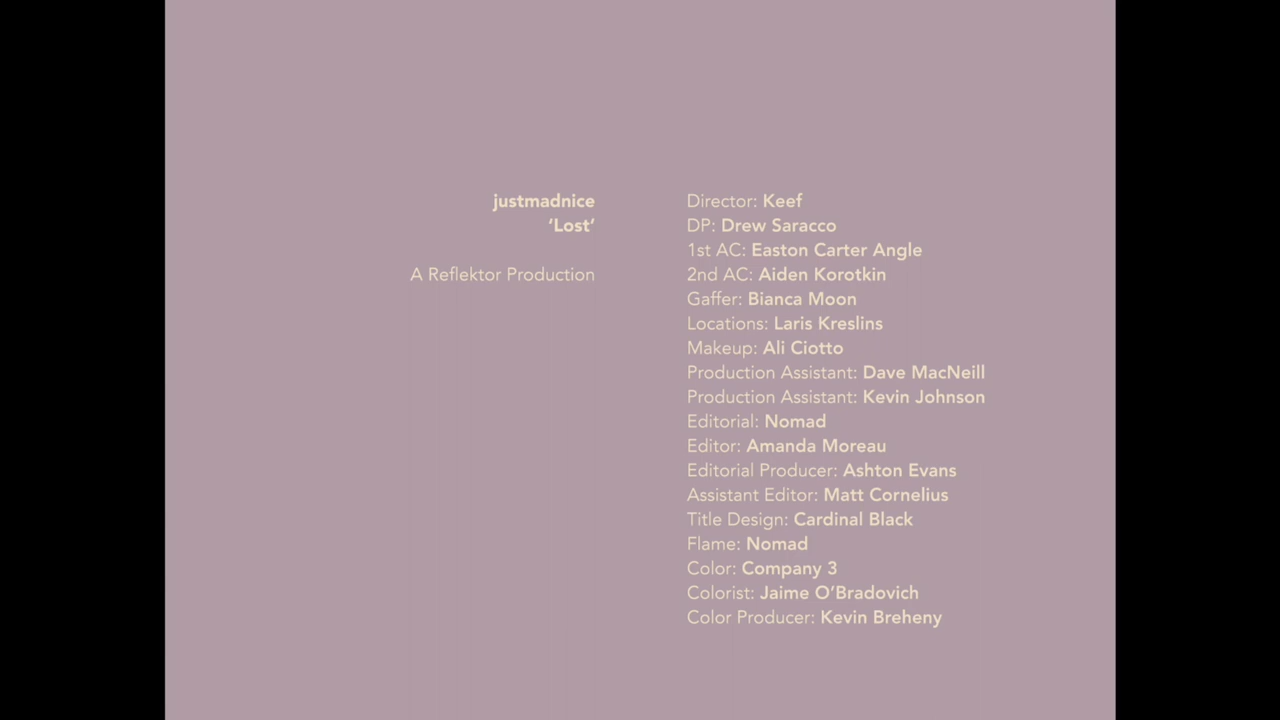 justmadnice
‘Lost’
A Reflektor Production
Director: Keef
DP: Drew Saracco
1st AC: Easton Carter Angle
2nd AC: Aiden Korotkin
Gaffer: Bianca Moon
Locations: Laris Kreslins
Makeup: Ali Ciotto
Production Assistant: Dave MacNeill
Production Assistant: Kevin Johnson
Editorial: Nomad
Editor: Amanda Moreau
Editorial Producer: Ashton Evans
Assistant Editor: Matt Cornelius
Title Design: Cardinal Black
Flame: Nomad
Color: Company 3
Colorist: Jaime O’Bradovich
Color Producer: Kevin Breheny